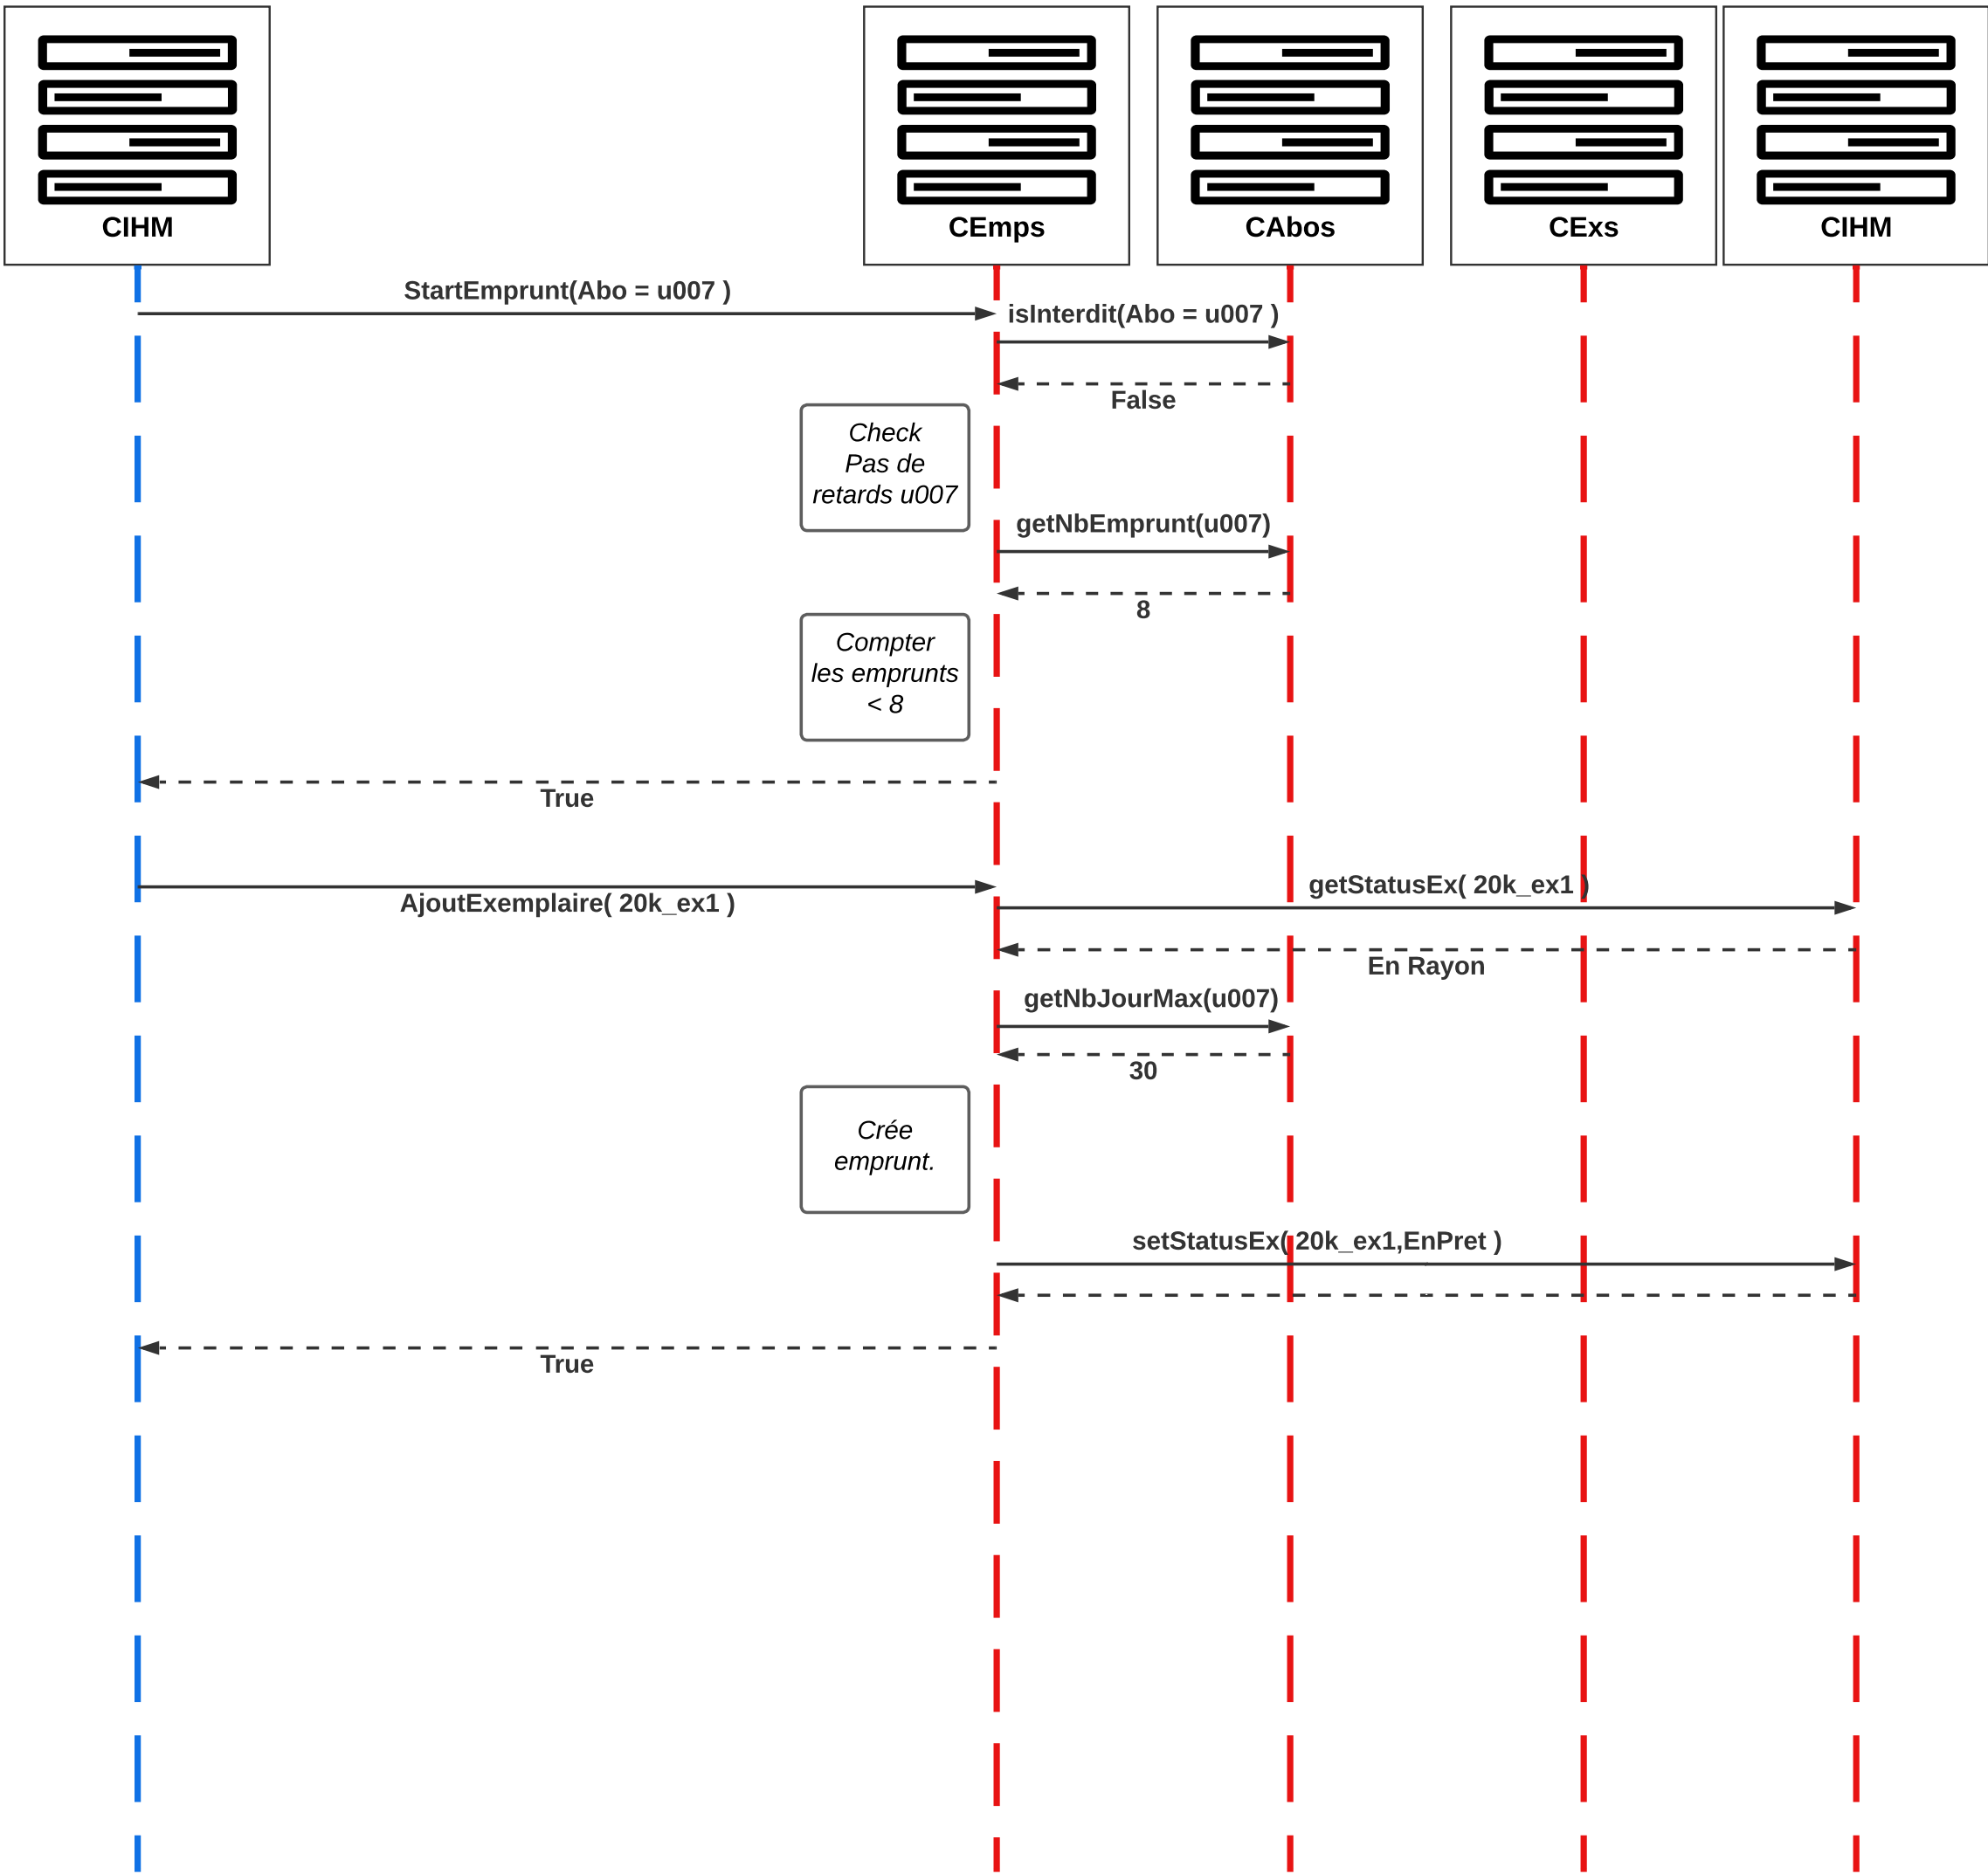 CIHM
CEmps
CAbos
CExs
CIHM
StartEmprunt(Abo = u007 )
isInterdit(Abo = u007 )
False
Check
Pas de
retards u007
getNbEmprunt(u007)
8
Compter
les emprunts
< 8
True
AjoutExemplaire( 20k_ex1 )
getStatusEx( 20k_ex1 )
En Rayon
getNbJourMax(u007)
30
Crée
emprunt.
setStatusEx( 20k_ex1,EnPret )
True